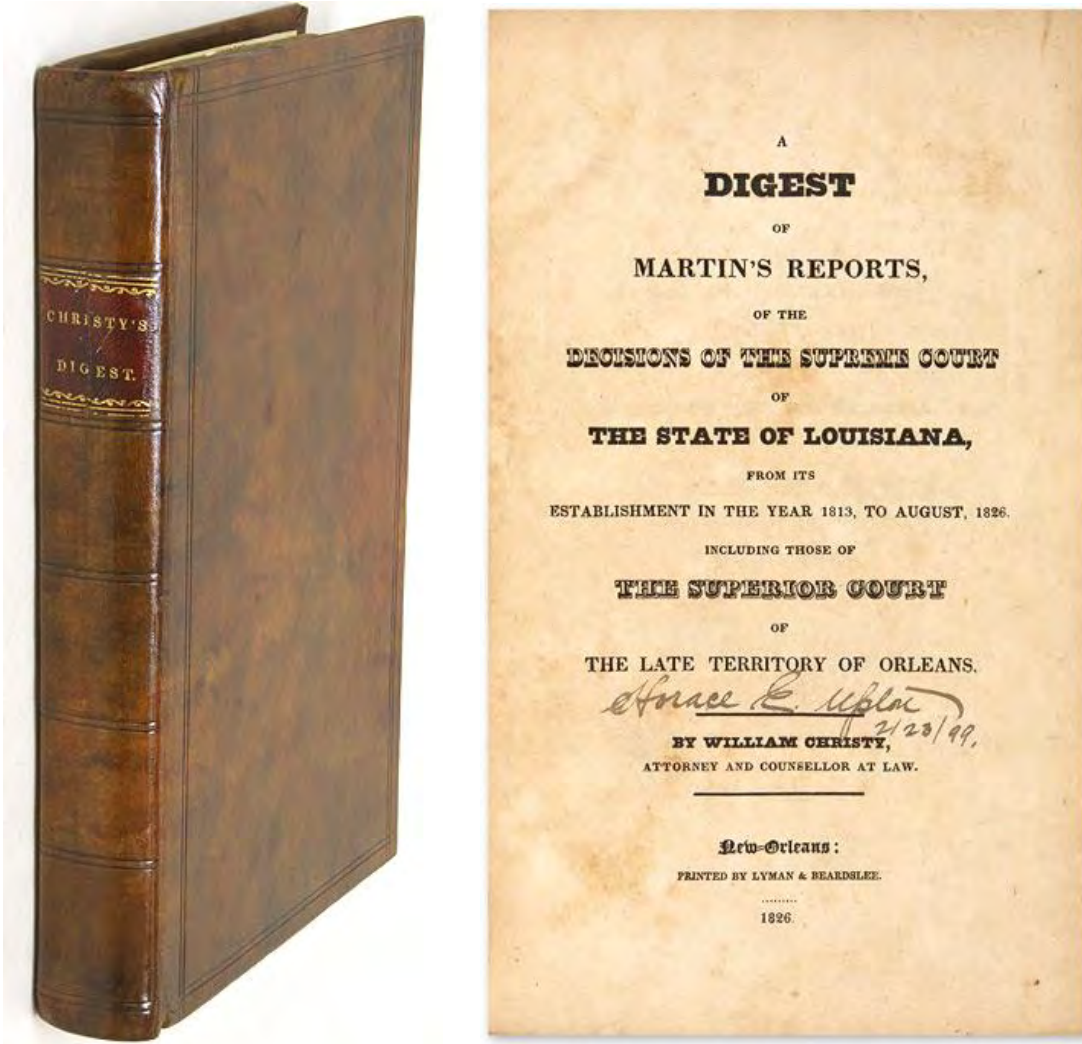 CHRISTY'S
DIGEST.
A
DIGEST
OF
MARTIN'S REPORTS,
OF THE
DECISIONS OF THE SUPREME COURT
OF
THE STATE OF LOUISIANA,
FROM ITS
ESTABLISHMENT IN THE YEAR 1813, TO AUGUST, 1826.
INCLUDING THOSE OF
THE SUPERIOR COURT
OF
THE LATE TERRITORY OF ORLEANS.
Horace E. Upton
2/23/99.
BY WILLIAM CHRISTY,
ATTORNEY AND COUNSELLOR AT LAW.
New-Orleans:
PRINTED BY LYMAN & BEARDSLEE.
1826.